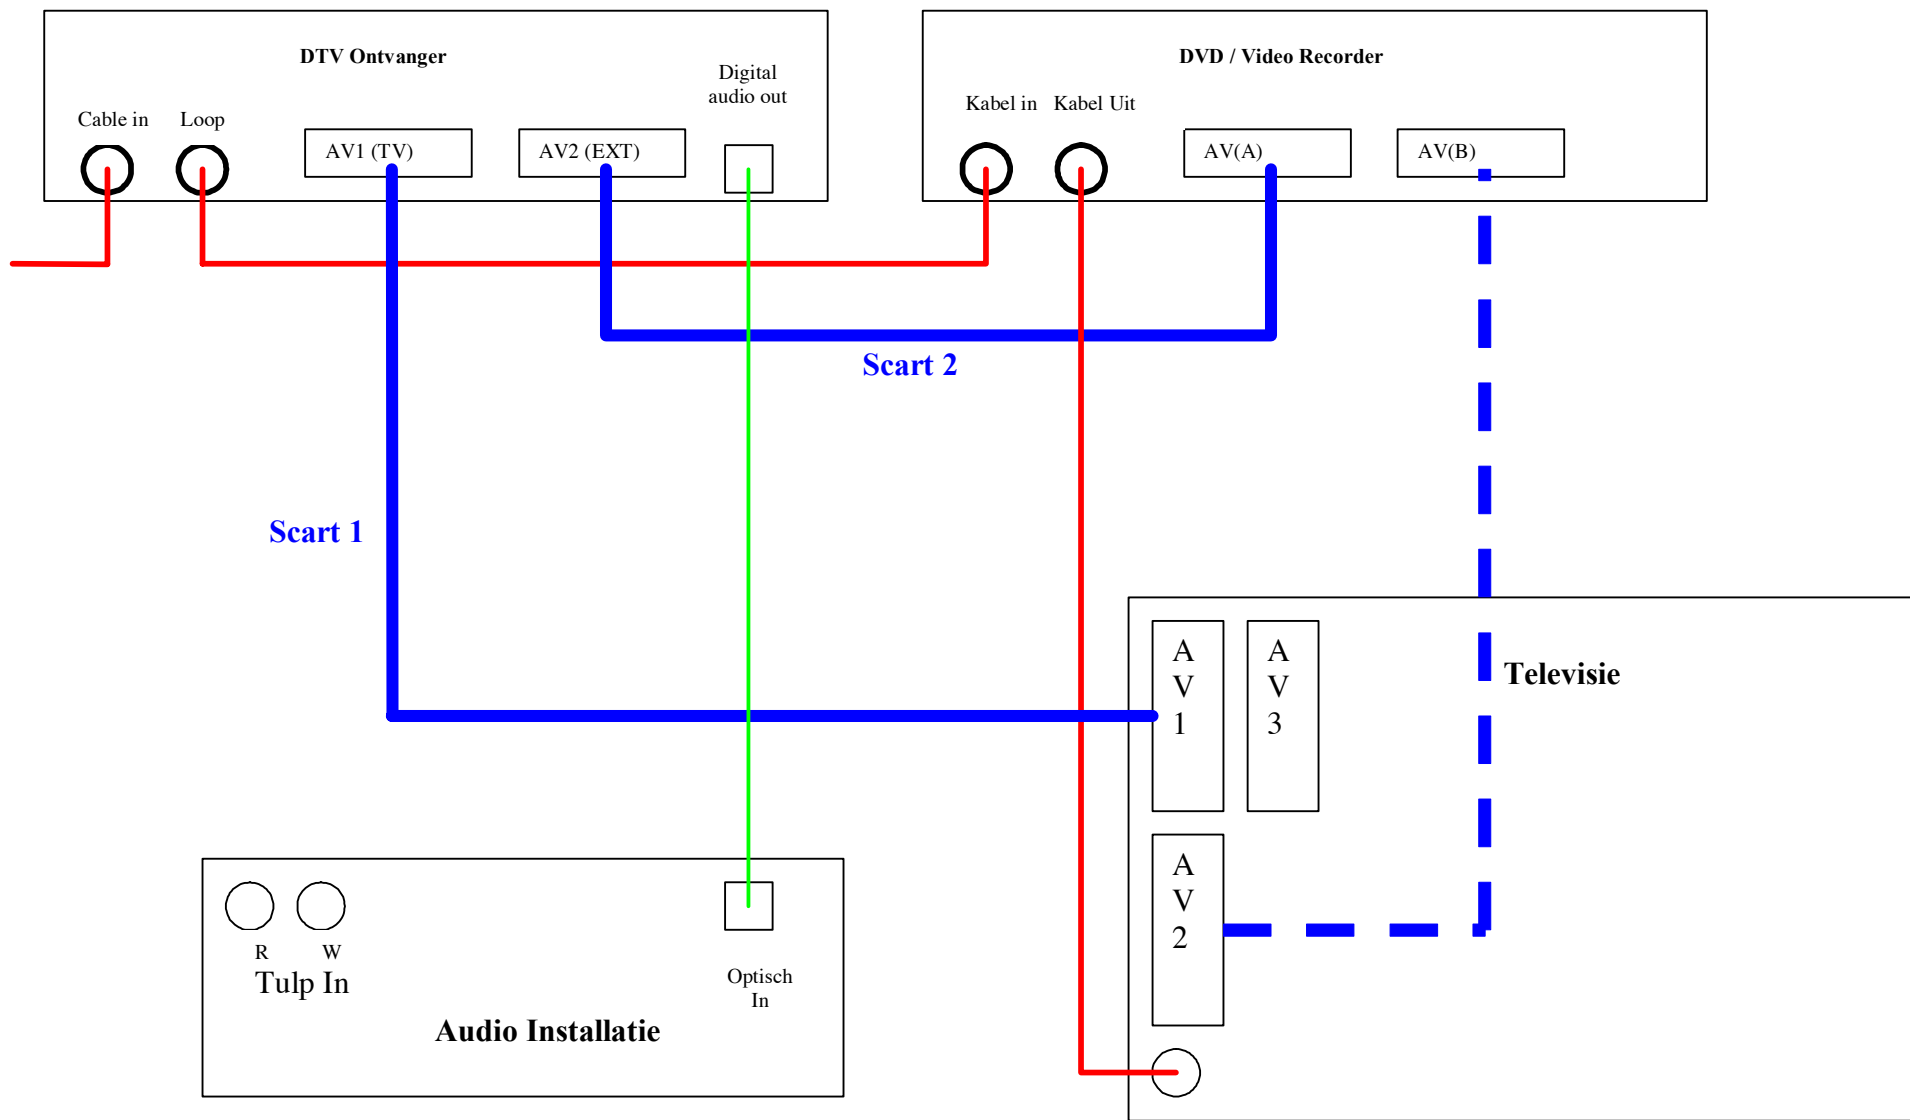 DTV Ontvanger
Digital
audio out
Cable in
Loop
AV1 (TV)
AV2 (EXT)
DVD / Video Recorder
Kabel in
Kabel Uit
AV(A)
AV(B)
Scart 2
Scart 1
A
V
1
A
V
3
Televisie
A
V
2
R
W
Tulp In
Optisch
In
Audio Installatie